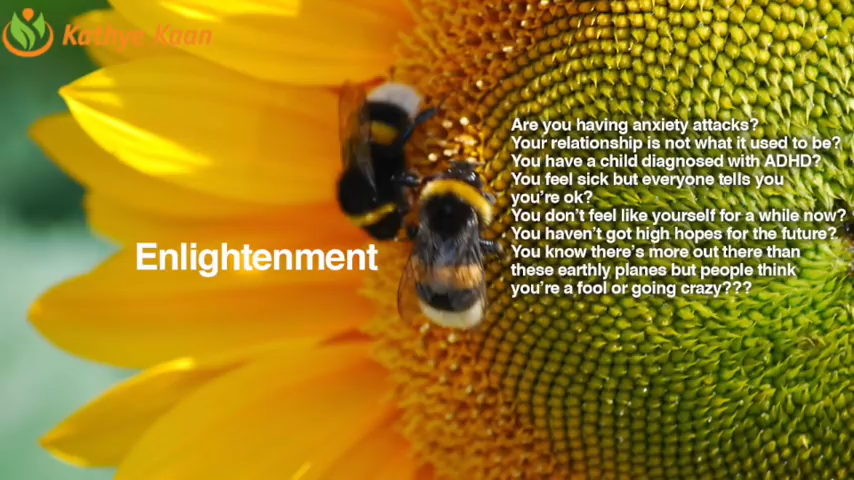 Kathye Kaan
Enlightenment
Are you having anxiety attacks?
Your relationship is not what it used to be?
You have a child diagnosed with ADHD?
You feel sick but everyone tells you
you're ok?
You don't feel like yourself for a while now?
You haven't got high hopes for the future?
You know there's more out there than
these earthly planes but people think
you're a fool or going crazy???